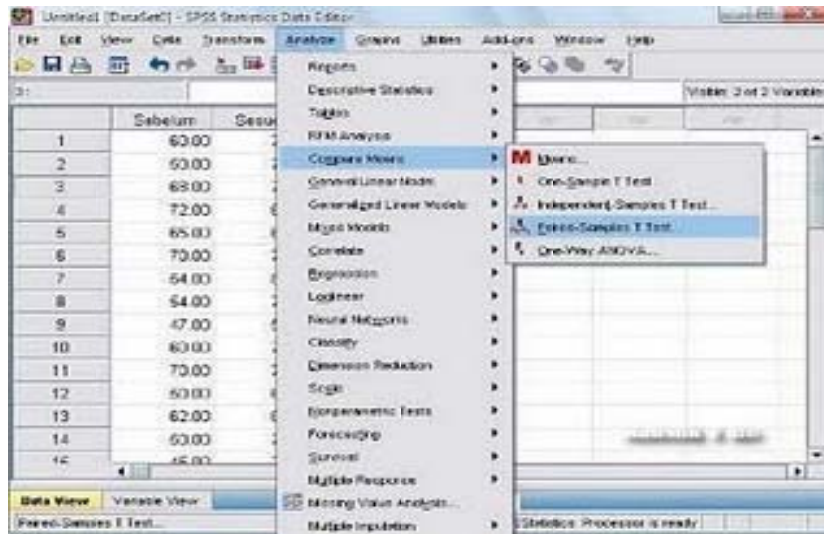 Untitled1 [DataSet0] - SPSS Statistics Data Editor
File Edit View Data Transform Analyze Graphs Utilities Add-ons Window Help
Visible: 2 of 2 Variables
Sebelum
1 60.00
2 50.00
3 68.00
4 72.00
5 65.00
6 70.00
7 54.00
8 54.00
9 47.00
10 60.00
11 70.00
12
13 62.00
14
Reports
Descriptive Statistics
Tables
RFM Analysis
Compare Means
General Linear Model
Generalized Linear Models
Mixed Models
Correlate
Regression
Loglinear
Neural Networks
Classify
Dimension Reduction
Scale
Nonparametric Tests
Forecasting
Survival
Multiple Response
Missing Value Analysis...
Multiple Imputation
Means...
One-Sample T Test
Independent-Samples T Test...
Paired-Samples T Test...
One-Way ANOVA...
Data View Variable View
Paired-Samples T Test...
Statistics Processor is ready